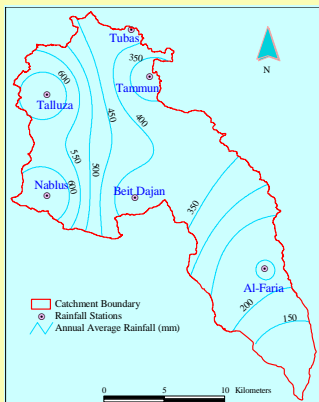 Tubas
350
N
600
Tammun
Talluza
450
400
550
500
600
Nablus
Beit Dajan
350
Al-Faria
200
150
Catchment Boundary
Rainfall Stations
Annual Average Rainfall (mm)
0 5 10 Kilometers